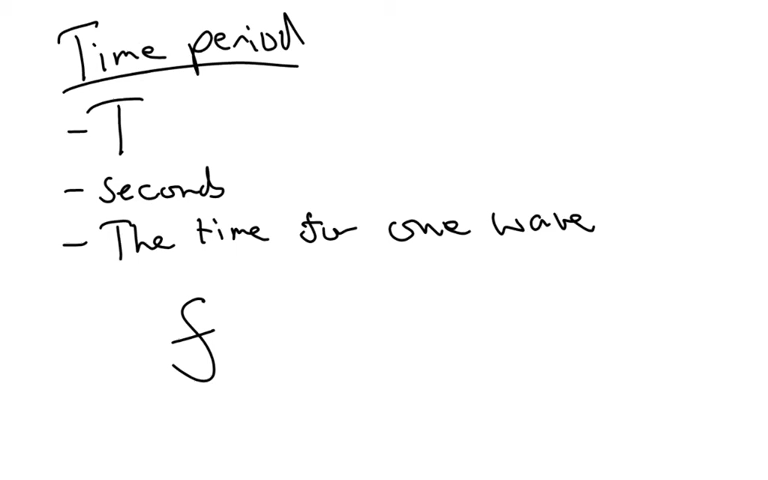 Time period
- T
- seconds
- The time for one wave
f